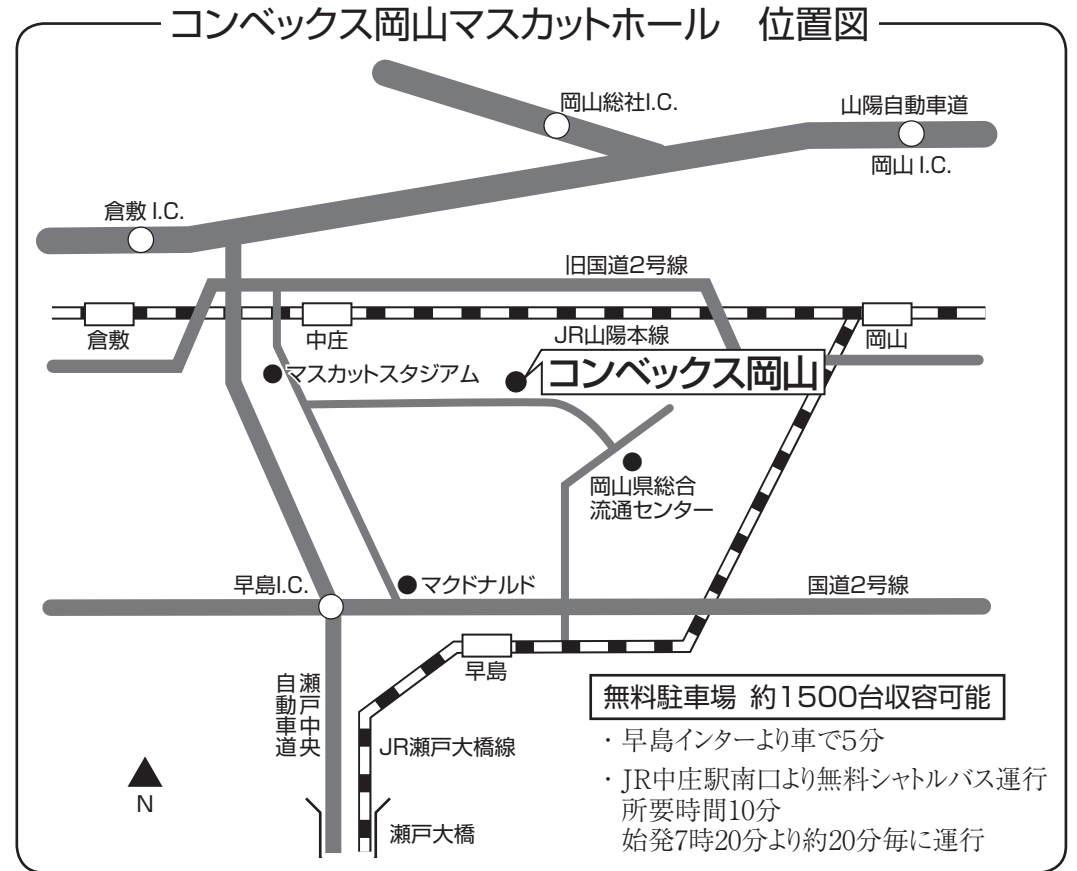 コンベックス岡山マスカットホール 位置図
岡山総社I.C.
山陽自動車道
岡山 I.C.
倉敷 I.C.
旧国道2号線
倉敷
中庄
JR山陽本線
岡山
マスカットスタジアム
コンベックス岡山
岡山県総合
流通センター
早島I.C.
マクドナルド
国道2号線
早島
瀬戸中央
自動車道
JR瀬戸大橋線
瀬戸大橋
N
無料駐車場 約1500台収容可能
・早島インターより車で5分
・JR中庄駅南口より無料シャトルバス運行
所要時間10分
始発7時20分より約20分毎に運行